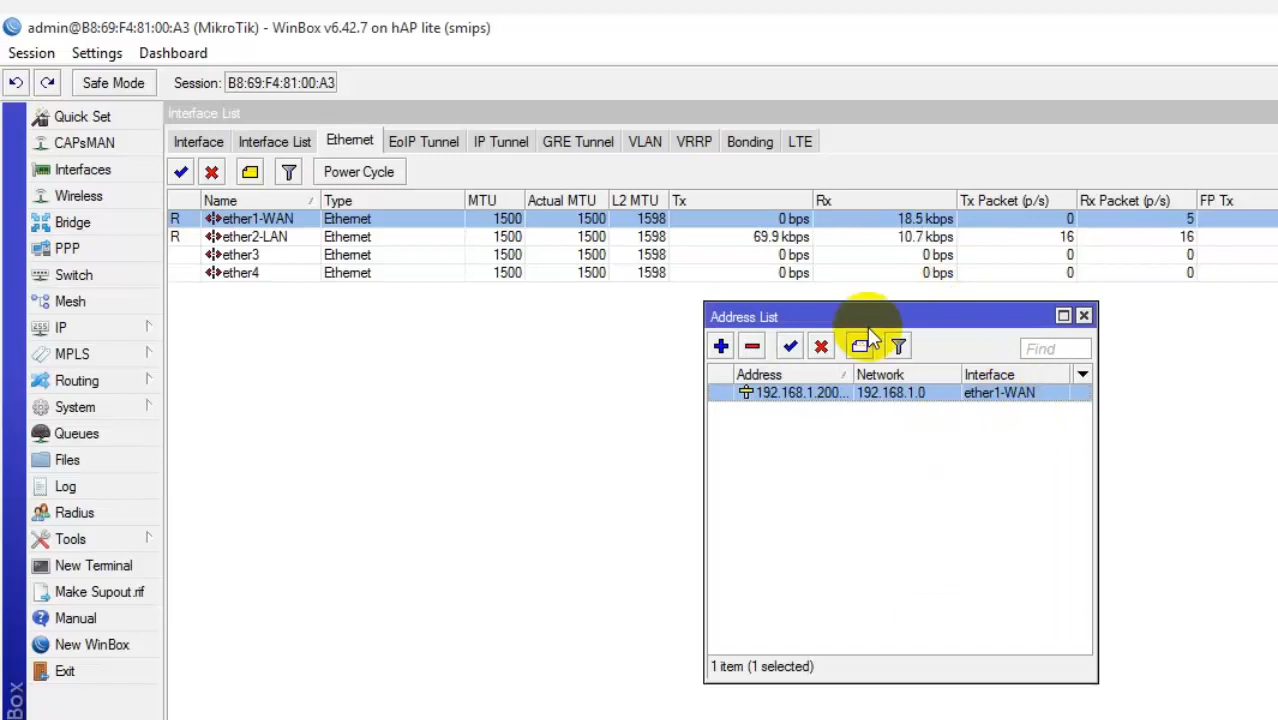 admin@B8:69:F4:81:00:A3 (MikroTik) - WinBox v6.42.7 on hAP lite (smips)
Session Settings Dashboard
Safe Mode Session: B8:69:F4:81:00:A3
Quick Set
CAPsMAN
Interfaces
Wireless
Bridge
PPP
Switch
Mesh
IP
MPLS
Routing
System
Queues
Files
Log
Radius
Tools
New Terminal
Make Supout.rif
Manual
New WinBox
Exit
Box
Interface List
Interface Interface List Ethernet EoIP Tunnel IP Tunnel GRE Tunnel VLAN VRRP Bonding LTE
Power Cycle
Name Type MTU Actual MTU L2 MTU Tx Rx Tx Packet (p/s) Rx Packet (p/s) FP Tx
R ether1-WAN Ethernet 1500 1500 1598 0 bps 18.5 kbps 0 5
R ether2-LAN Ethernet 1500 1500 1598 69.9 kbps 10.7 kbps 16 16
ether3 Ethernet 1500 1500 1598 0 bps 0 bps 0 0
ether4 Ethernet 1500 1500 1598 0 bps 0 bps 0 0
Address List
Find
Address Network Interface
192.168.1.200... 192.168.1.0 ether1-WAN
1 item (1 selected)